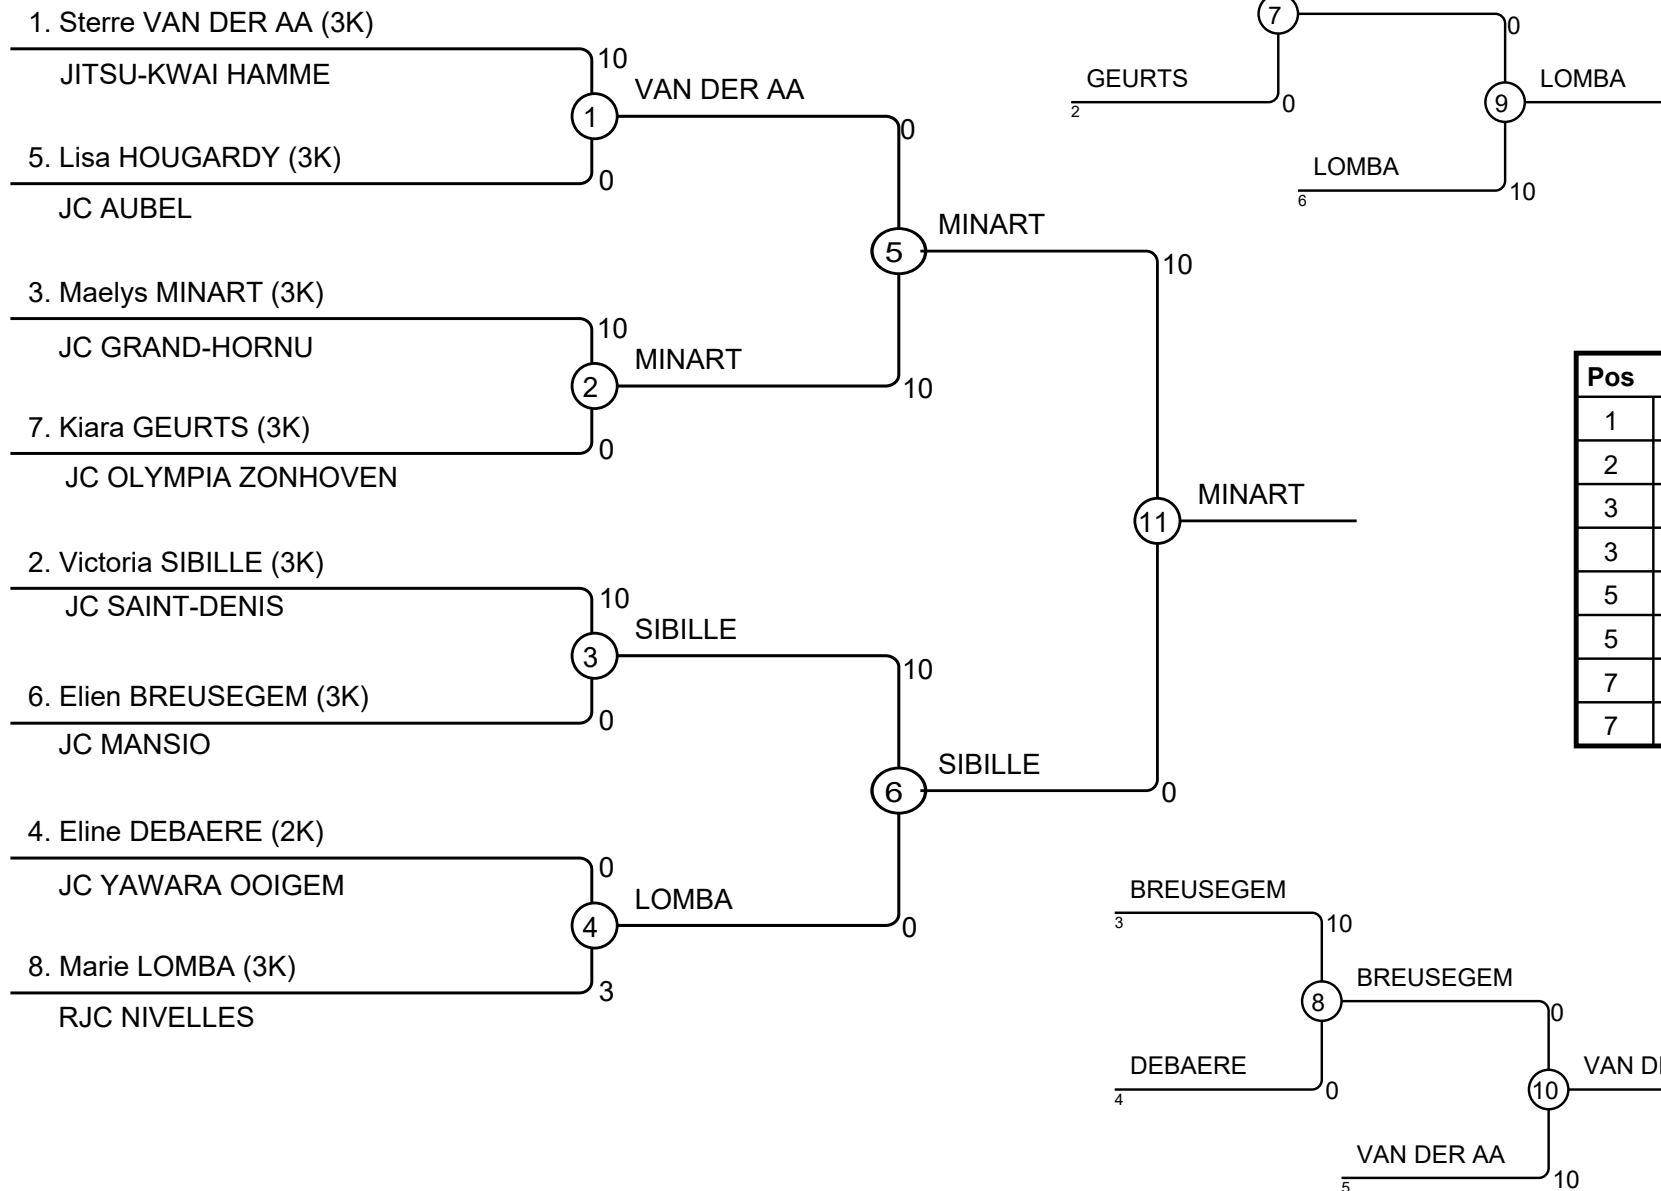 1. Sterre VAN DER AA (3K)
JITSU-KWAI HAMME
10
1
VAN DER AA
0
5. Lisa HOUGARDY (3K)
JC AUBEL
0
3. Maelys MINART (3K)
JC GRAND-HORNU
10
2
MINART
10
7. Kiara GEURTS (3K)
JC OLYMPIA ZONHOVEN
0
5
MINART
10
2. Victoria SIBILLE (3K)
JC SAINT-DENIS
10
3
SIBILLE
10
6. Elien BREUSEGEM (3K)
JC MANSIO
0
4. Eline DEBAERE (2K)
JC YAWARA OOIGEM
0
4
LOMBA
0
8. Marie LOMBA (3K)
RJC NIVELLES
3
6
SIBILLE
0
11
MINART
7
0
GEURTS
2
0
9
LOMBA
LOMBA
6
10
Pos
1
2
3
3
5
5
7
7
BREUSEGEM
3
10
8
BREUSEGEM
0
DEBAERE
4
0
10
VAN D
VAN DER AA
5
10